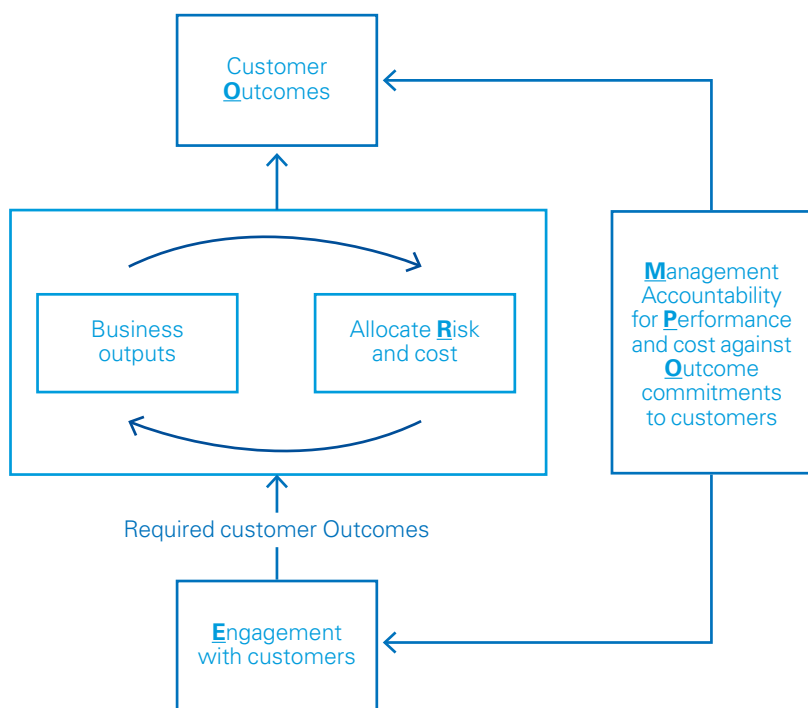 Customer
Outcomes
Business
outputs
Allocate Risk
and cost
Management
Accountability
for Performance
and cost against
Outcome
commitments
to customers
Required customer Outcomes
Engagement
with customers